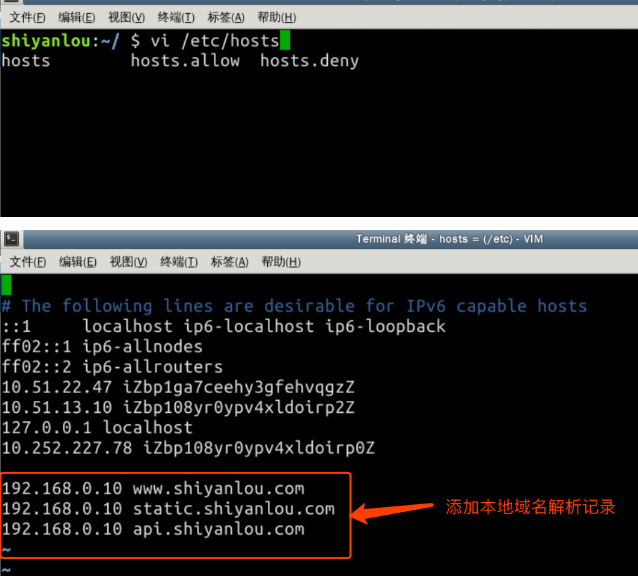 文件(F) 编辑(E) 视图(V) 终端(T) 标签(A) 帮助(H)
shiyanlou:~/ $ vi /etc/hosts
hosts hosts.allow hosts.deny
Terminal 终端 - hosts = (/etc) - VIM
文件(F) 编辑(E) 视图(V) 终端(T) 标签(A) 帮助(H)
# The following lines are desirable for IPv6 capable hosts
::1 localhost ip6-localhost ip6-loopback
ff02::1 ip6-allnodes
ff02::2 ip6-allrouters
10.51.22.47 iZbp1ga7ceehy3gfehvqgzZ
10.51.13.10 iZbp108yr0ypv4xldoirp2Z
127.0.0.1 localhost
10.252.227.78 iZbp108yr0ypv4xldoirp0Z
192.168.0.10 www.shiyanlou.com
192.168.0.10 static.shiyanlou.com
192.168.0.10 api.shiyanlou.com
添加本地域名解析记录
~
~